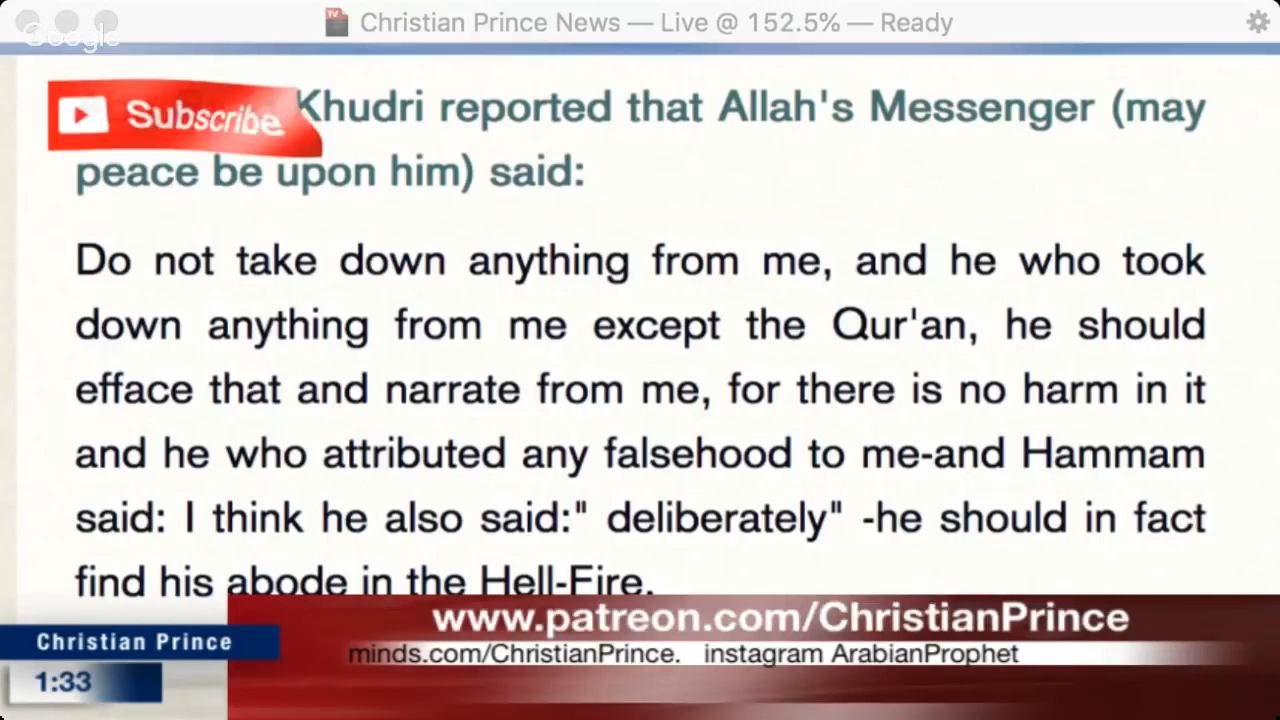 Christian Prince News — Live @ 152.5% — Ready
Google
Subscribe
Khudri reported that Allah's Messenger (may
peace be upon him) said:
Do not take down anything from me, and he who took
down anything from me except the Qur'an, he should
efface that and narrate from me, for there is no harm in it
and he who attributed any falsehood to me-and Hammam
said: I think he also said:" deliberately" -he should in fact
find his abode in the Hell-Fire.
www.patreon.com/ChristianPrince
Christian Prince
minds.com/ChristianPrince. instagram ArabianProphet
1:33